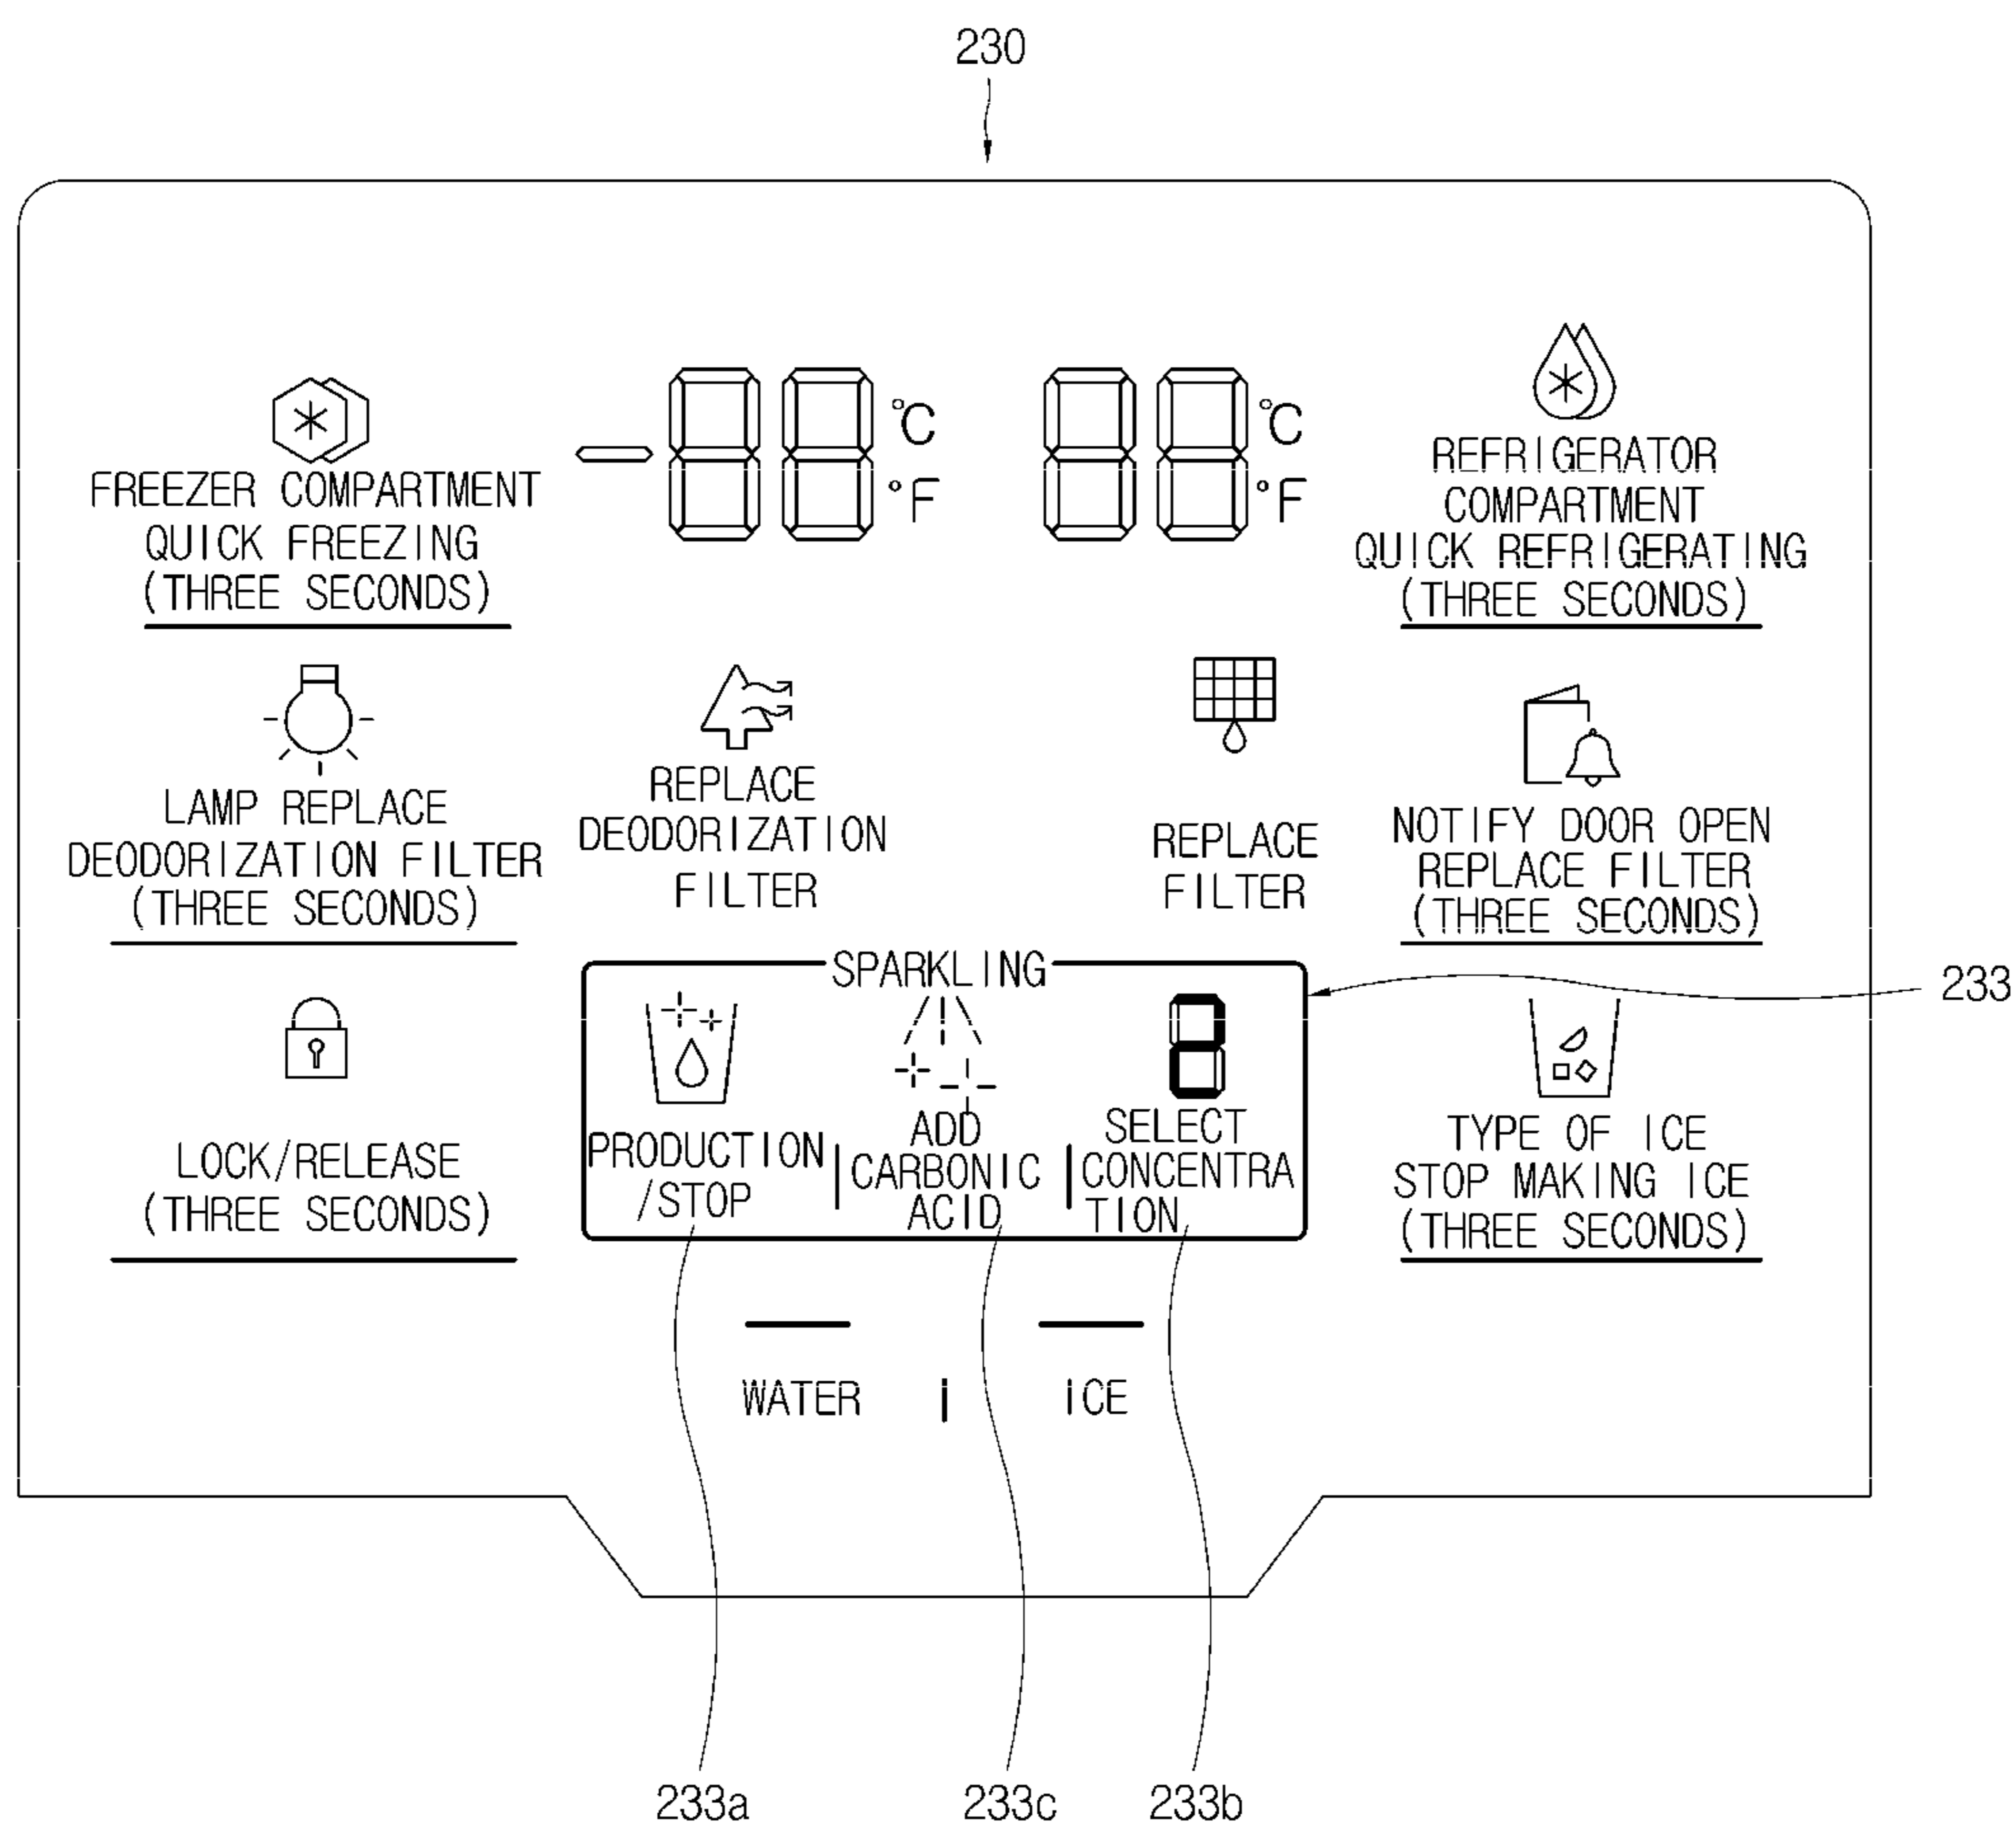 230
FREEZER COMPARTMENT
QUICK FREEZING
(THREE SECONDS)
-88 °C
°F
88 °C
°F
REFRIGERATOR
COMPARTMENT
QUICK REFRIGERATING
(THREE SECONDS)
LAMP REPLACE
DEODORIZATION FILTER
(THREE SECONDS)
REPLACE
DEODORIZATION
FILTER
REPLACE
FILTER
NOTIFY DOOR OPEN
REPLACE FILTER
(THREE SECONDS)
LOCK/RELEASE
(THREE SECONDS)
SPARKLING
PRODUCTION
/STOP
ADD
CARBONIC
ACID
2
SELECT
CONCENTRA
TION
233
TYPE OF ICE
STOP MAKING ICE
(THREE SECONDS)
WATER | ICE
233a 233c 233b